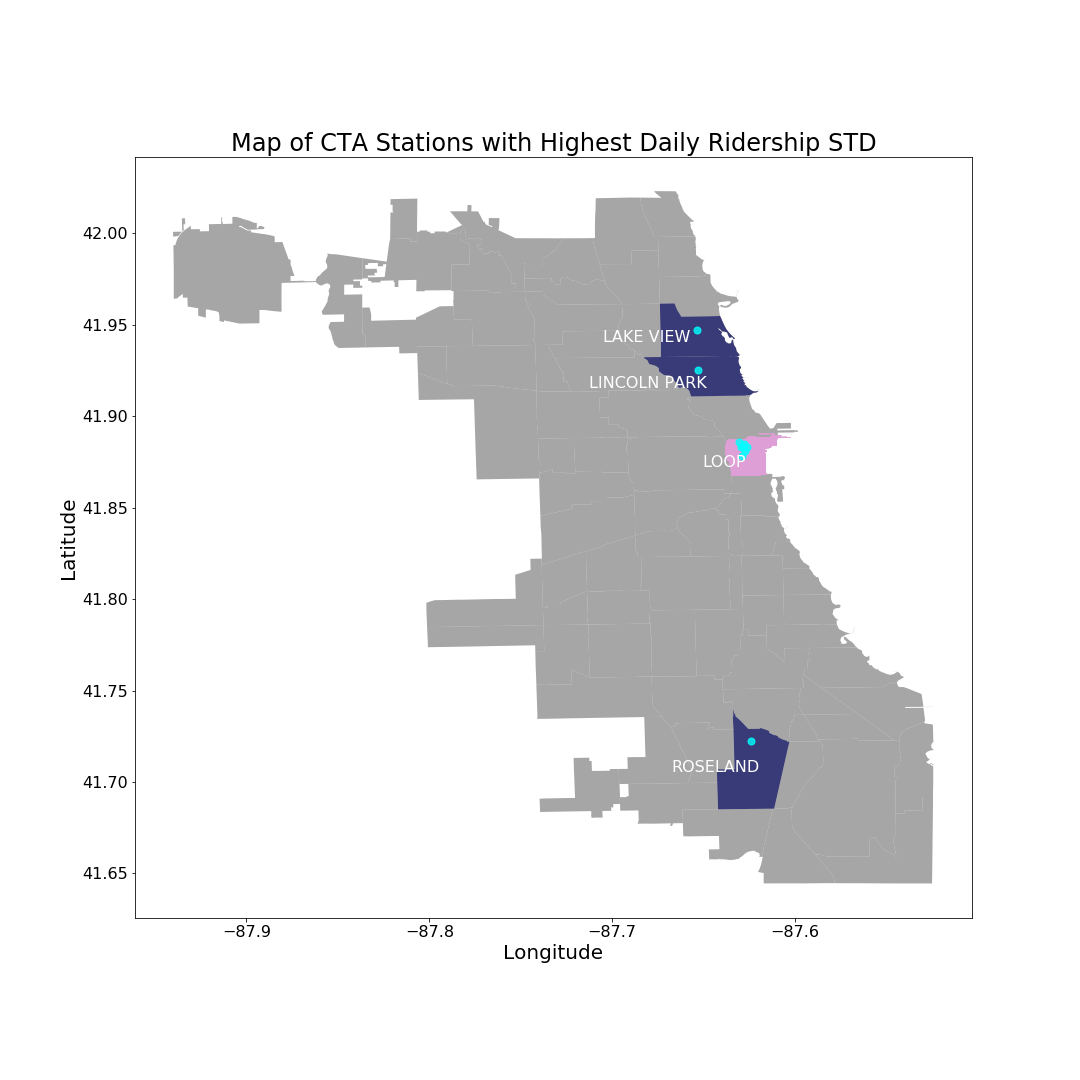 Map of CTA Stations with Highest Daily Ridership STD
42.00
41.95
LAKE VIEW
LINCOLN PARK
41.90
LOOP
41.85
Latitude
41.80
41.75
ROSELAND
41.70
41.65
−87.9 −87.8 −87.7 −87.6
Longitude